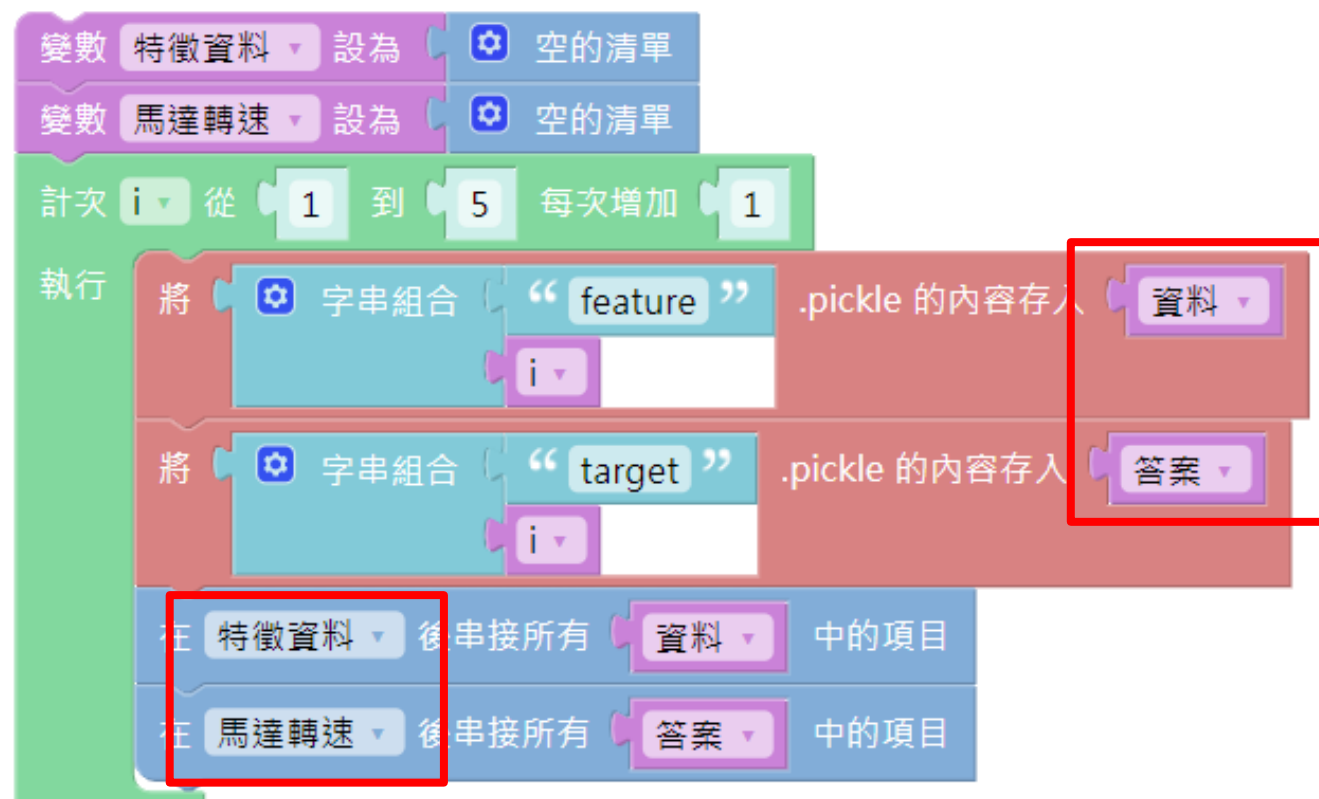 變數 特徵資料 設為 空的清單
變數 馬達轉速 設為 空的清單
計次 i 從 1 到 5 每次增加 1
執行 將 字串組合 “ feature ” .pickle 的內容存入 資料
i
將 字串組合 “ target ” .pickle 的內容存入 答案
i
在 特徵資料 後串接所有 資料 中的項目
在 馬達轉速 後串接所有 答案 中的項目